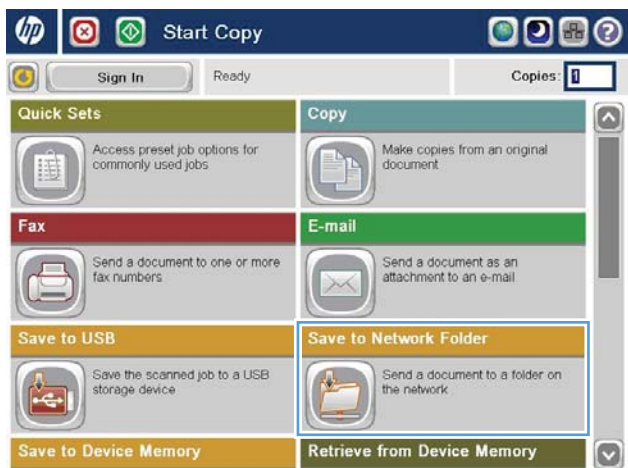 hp
Start Copy
?
Sign In
Ready
Copies: 1
Quick Sets
Access preset job options for
commonly used jobs
Copy
Make copies from an original
document
Fax
Send a document to one or more
fax numbers
E-mail
Send a document as an
attachment to an e-mail
Save to USB
Save the scanned job to a USB
storage device
Save to Network Folder
Send a document to a folder on
the network
Save to Device Memory
Retrieve from Device Memory